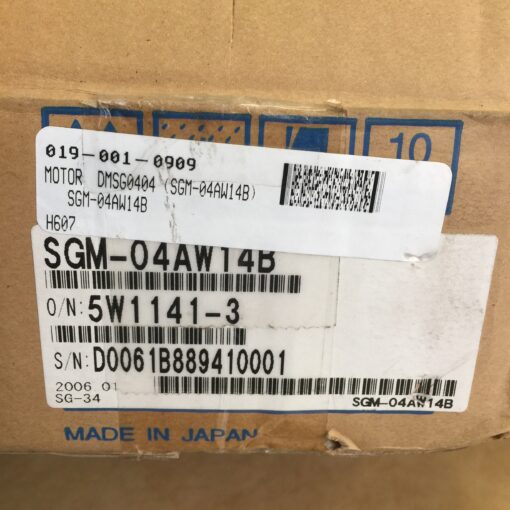 10
019-001-0909
MOTOR DMSG0404 (SGM-04AW14B)
SGM-04AW14B
H607
SGM-04AW14B
O/N: 5W1141-3
S/N: D0061B889410001
2006 01
SG-34
SGM-04AW14B
MADE IN JAPAN